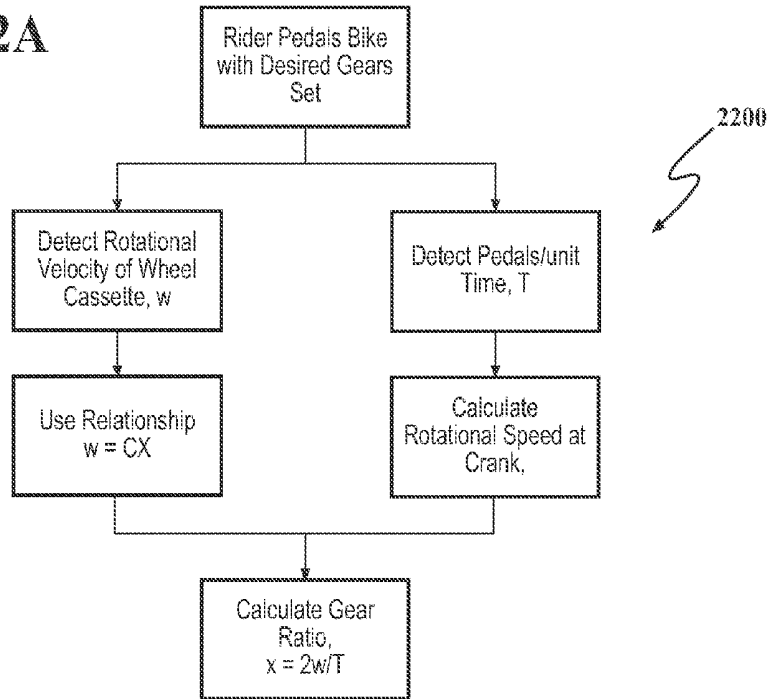 2A
Rider Pedals Bike
with Desired Gears
Set
2200
Detect Rotational
Velocity of Wheel
Cassette, w
Detect Pedals/unit
Time, T
Use Relationship
w = CX
Calculate
Rotational Speed at
Crank,
Calculate Gear
Ratio,
x = 2w/T